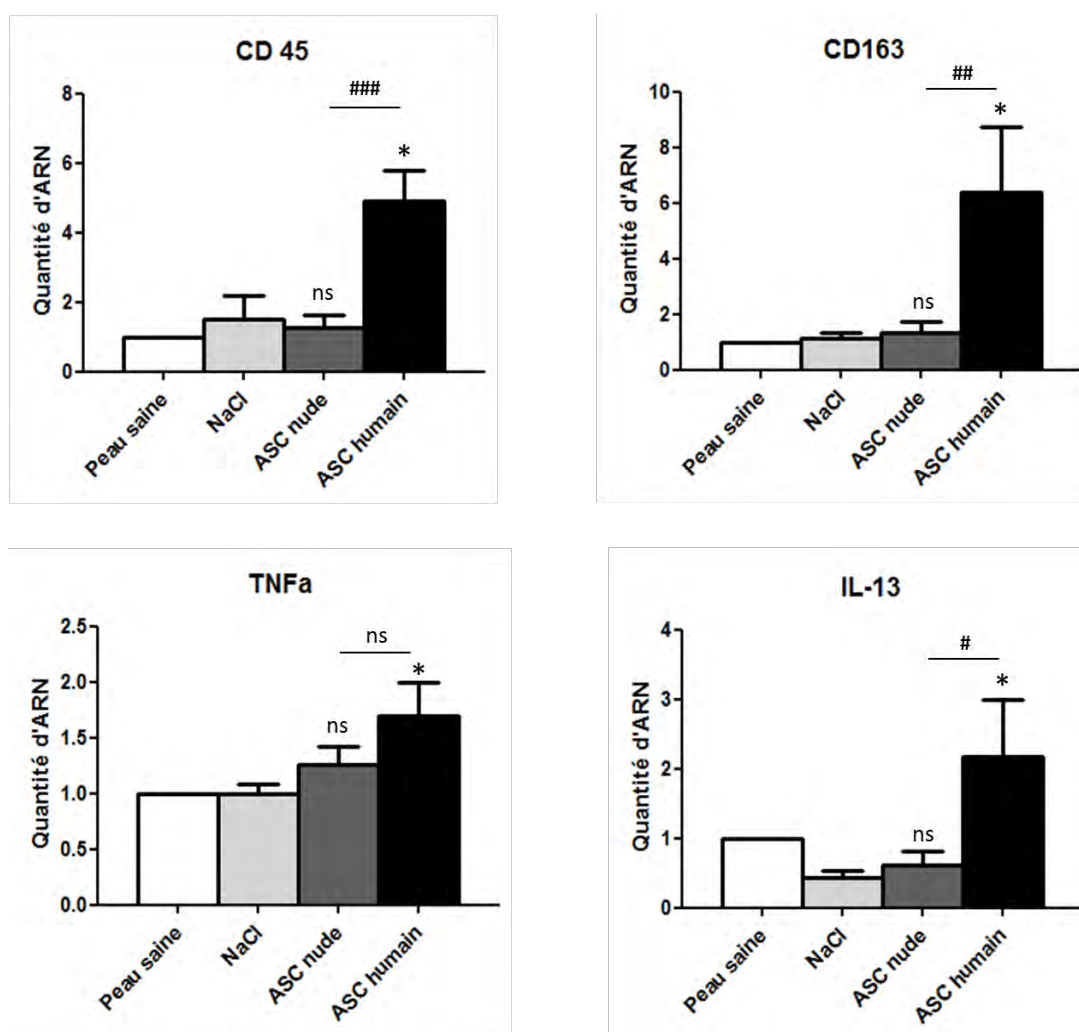 CD 45
###
*
ns
Quantité d'ARN
8
6
4
2
0
Peau saine
NaCl
ASC nude
ASC humain
CD163
##
*
ns
Quantité d'ARN
10
8
6
4
2
0
Peau saine
NaCl
ASC nude
ASC humain
TNFa
ns
*
ns
Quantité d'ARN
2.5
2.0
1.5
1.0
0.5
0.0
Peau saine
NaCl
ASC nude
ASC humain
IL-13
#
*
ns
Quantité d'ARN
4
3
2
1
0
Peau saine
NaCl
ASC nude
ASC humain